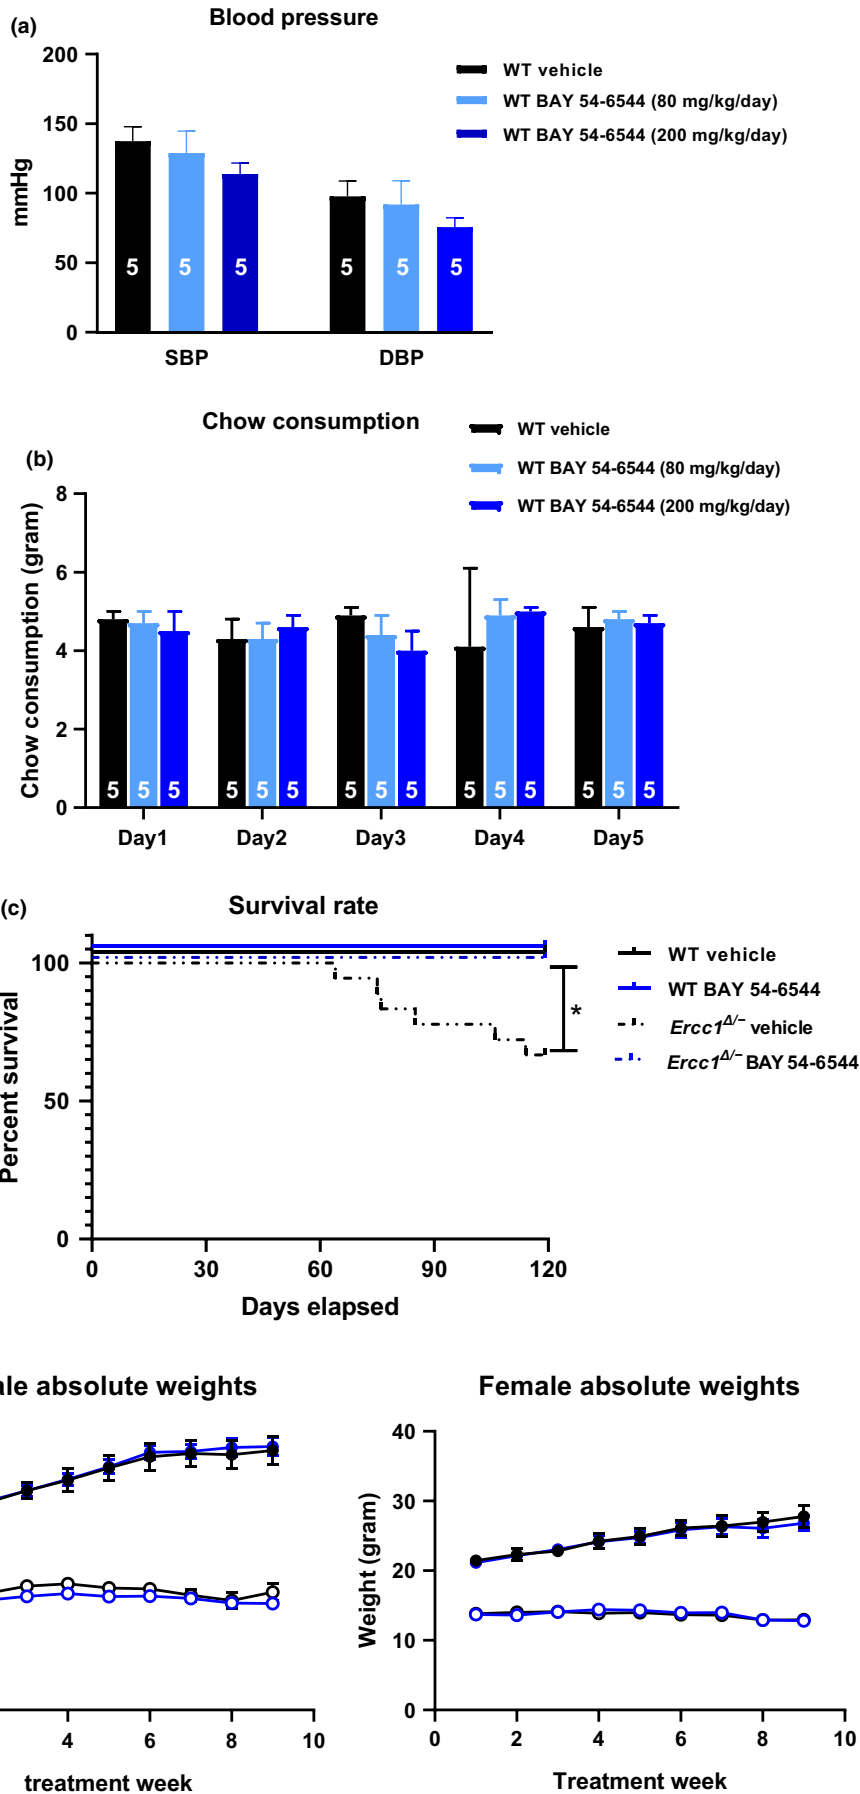 (a)
Blood pressure
200
150
100
50
0
mmHg
5 5 5 5 5 5
SBP DBP
WT vehicle
WT BAY 54-6544 (80 mg/kg/day)
WT BAY 54-6544 (200 mg/kg/day)
(b)
Chow consumption
WT vehicle
WT BAY 54-6544 (80 mg/kg/day)
WT BAY 54-6544 (200 mg/kg/day)
Chow consumption (gram)
8
6
4
2
0
5 5 5 5 5 5 5 5 5 5 5 5 5 5 5
Day1 Day2 Day3 Day4 Day5
(c)
Survival rate
Percent survival
100
50
0
*
0 30 60 90 120
Days elapsed
WT vehicle
WT BAY 54-6544
Ercc1Δ/− vehicle
Ercc1Δ/− BAY 54-6544
ale absolute weights
4 6 8 10
treatment week
Female absolute weights
Weight (gram)
40
30
20
10
0
0 2 4 6 8 10
Treatment week